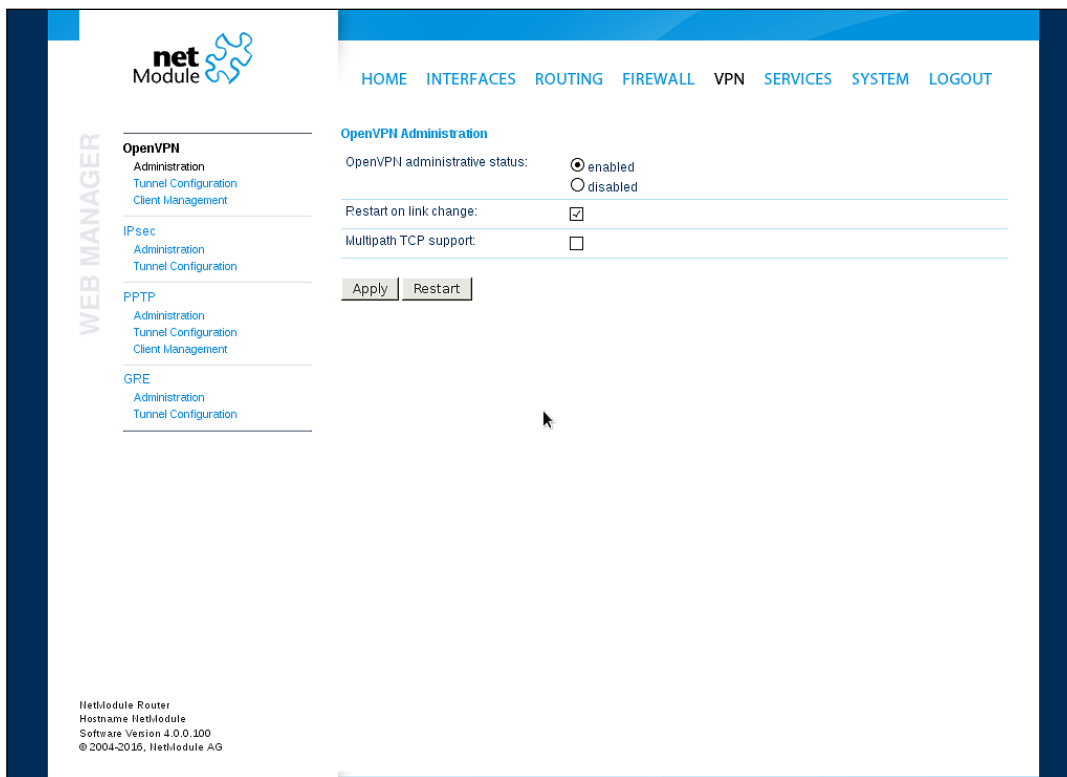 net
Module
HOME INTERFACES ROUTING FIREWALL VPN SERVICES SYSTEM LOGOUT
WEB MANAGER
OpenVPN
Administration
Tunnel Configuration
Client Management
IPsec
Administration
Tunnel Configuration
PPTP
Administration
Tunnel Configuration
Client Management
GRE
Administration
Tunnel Configuration
OpenVPN Administration
OpenVPN administrative status:
enabled
disabled
Restart on link change:
Multipath TCP support:
Apply Restart
NetModule Router
Hostname NetModule
Software Version 4.0.0.100
© 2004-2016, NetModule AG